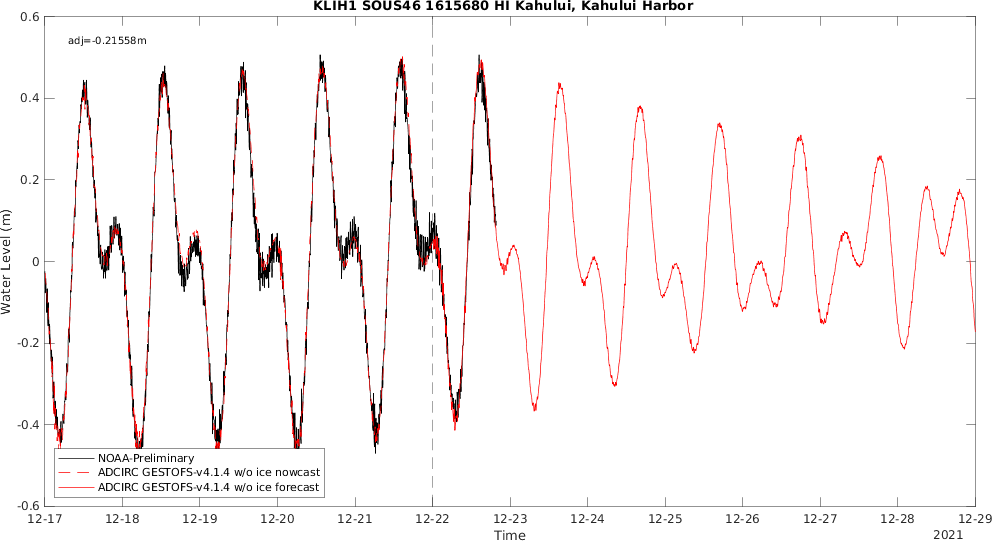 KLIH1 SOUS46 1615680 HI Kahului, Kahului Harbor
adj=-0.21558m
0.6
0.4
0.2
0
-0.2
-0.4
-0.6
Water Level (m)
NOAA-Preliminary
ADCIRC GESTOFS-v4.1.4 w/o ice nowcast
ADCIRC GESTOFS-v4.1.4 w/o ice forecast
12-17 12-18 12-19 12-20 12-21 12-22 12-23 12-24 12-25 12-26 12-27 12-28 12-29
Time
2021